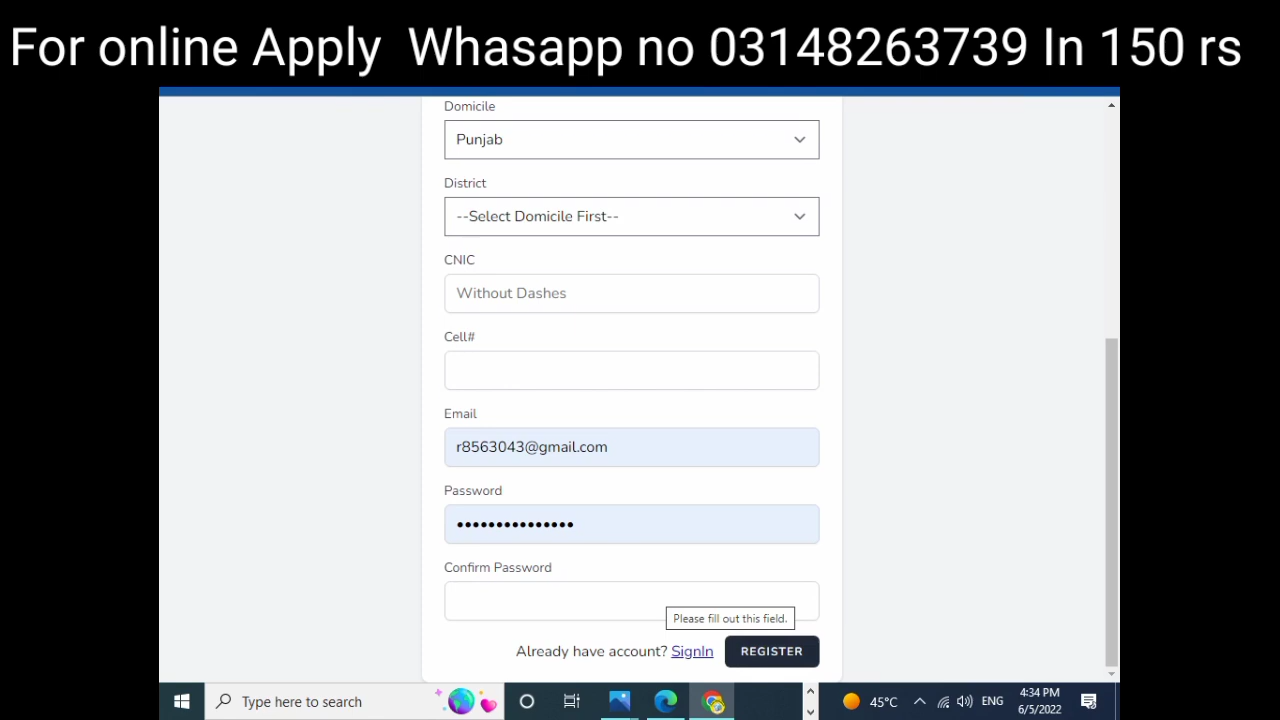 For online Apply Whasapp no 03148263739 In 150 rs
Domicile
Punjab
District
--Select Domicile First--
CNIC
Without Dashes
Cell#
Email
r8563043@gmail.com
Password
•••••••••••••••
Confirm Password
Please fill out this field.
Already have account? SignIn
REGISTER
Type here to search
45°C
ENG
4:34 PM
6/5/2022